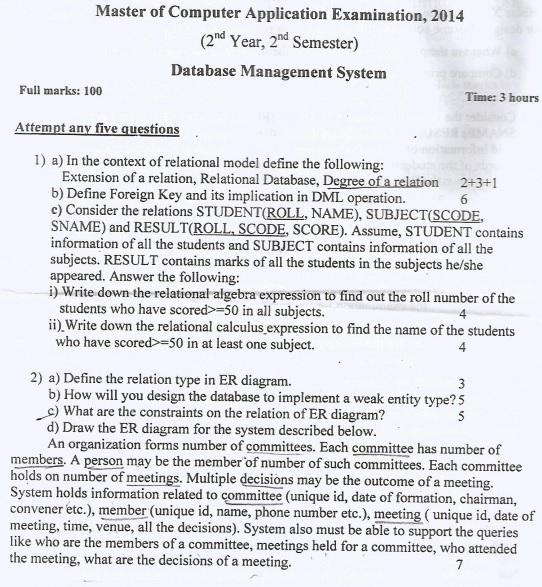 Master of Computer Application Examination, 2014
(2nd Year, 2nd Semester)
Database Management System
Full marks: 100
Time: 3 hours
Attempt any five questions
1) a) In the context of relational model define the following:
Extension of a relation, Relational Database, Degree of a relation 2+3+1
b) Define Foreign Key and its implication in DML operation. 6
c) Consider the relations STUDENT(ROLL, NAME), SUBJECT(SCODE,
SNAME) and RESULT(ROLL, SCODE, SCORE). Assume, STUDENT contains
information of all the students and SUBJECT contains information of all the
subjects. RESULT contains marks of all the students in the subjects he/she
appeared. Answer the following:
i) Write down the relational algebra expression to find out the roll number of the
students who have scored>=50 in all subjects. 4
ii) Write down the relational calculus expression to find the name of the students
who have scored>=50 in at least one subject. 4
2) a) Define the relation type in ER diagram. 3
b) How will you design the database to implement a weak entity type? 5
c) What are the constraints on the relation of ER diagram? 5
d) Draw the ER diagram for the system described below.
An organization forms number of committees. Each committee has number of
members. A person may be the member of number of such committees. Each committee
holds on number of meetings. Multiple decisions may be the outcome of a meeting.
System holds information related to committee (unique id, date of formation, chairman,
convener etc.), member (unique id, name, phone number etc.), meeting ( unique id, date of
meeting, time, venue, all the decisions). System also must be able to support the queries
like who are the members of a committee, meetings held for a committee, who attended
the meeting, what are the decisions of a meeting. 7